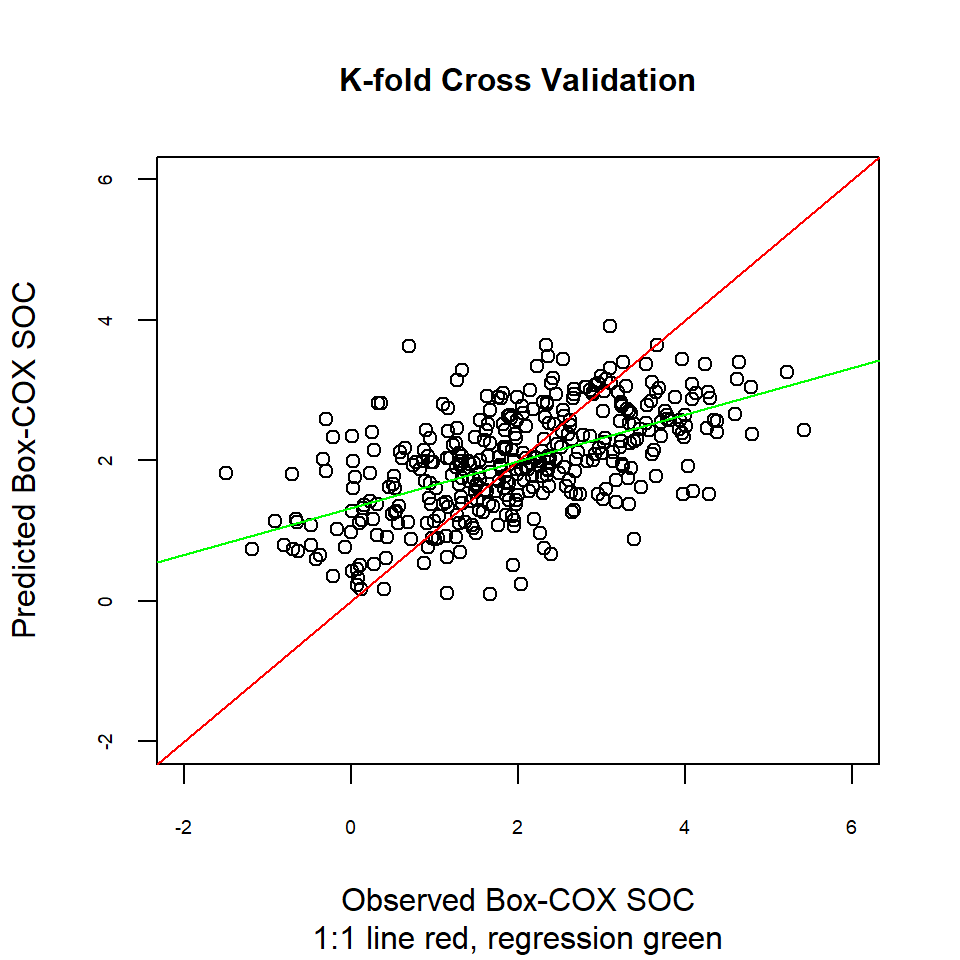 K-fold Cross Validation
Predicted Box-COX SOC
6
4
2
0
-2
-2 0 2 4 6
Observed Box-COX SOC
1:1 line red, regression green